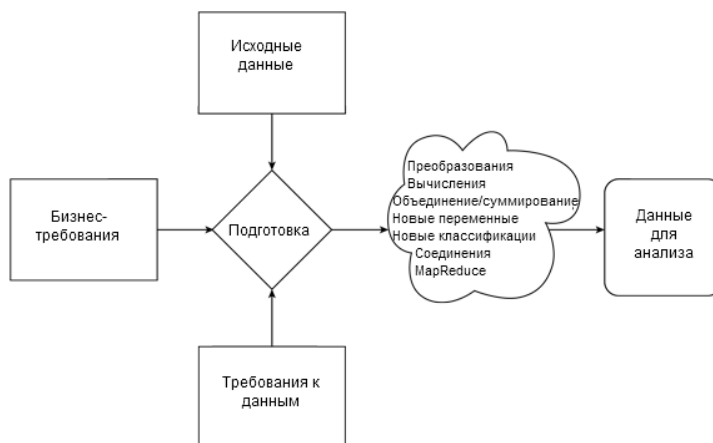 Исходные
данные
Бизнес-
требования
Подготовка
Преобразования
Вычисления
Объединение/суммирование
Новые переменные
Новые классификации
Соединения
MapReduce
Данные
для
анализа
Требования к
данным